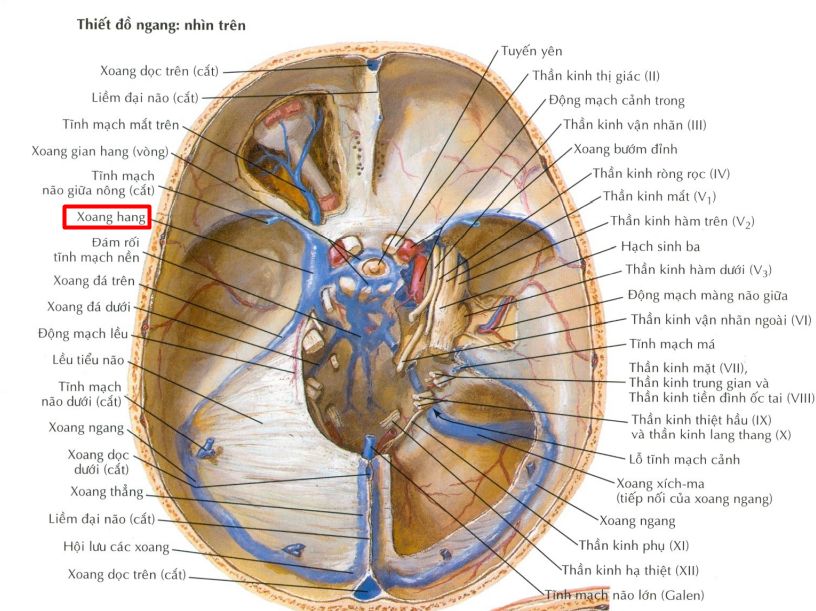 Thiết đồ ngang: nhìn trên
Xoang dọc trên (cắt)
Liềm đại não (cắt)
Tĩnh mạch mắt trên
Xoang gian hang (vòng)
Tĩnh mạch
não giữa nông (cắt)
Xoang hang
Đám rối
tĩnh mạch nền
Xoang đá trên
Xoang đá dưới
Động mạch lều
Lều tiểu não
Tĩnh mạch
não dưới (cắt)
Xoang ngang
Xoang dọc
dưới (cắt)
Xoang thẳng
Liềm đại não (cắt)
Hội lưu các xoang
Xoang dọc trên (cắt)
Tuyến yên
Thần kinh thị giác (II)
Động mạch cảnh trong
Thần kinh vận nhãn (III)
Xoang bướm đỉnh
Thần kinh ròng rọc (IV)
Thần kinh mắt (V₁)
Thần kinh hàm trên (V₂)
Hạch sinh ba
Thần kinh hàm dưới (V₃)
Động mạch màng não giữa
Thần kinh vận nhãn ngoài (VI)
Tĩnh mạch má
Thần kinh mặt (VII),
Thần kinh trung gian và
Thần kinh tiền đình ốc tai (VIII)
Thần kinh thiệt hầu (IX)
và thần kinh lang thang (X)
Lỗ tĩnh mạch cảnh
Xoang xích-ma
(tiếp nối của xoang ngang)
Xoang ngang
Thần kinh phụ (XI)
Thần kinh hạ thiệt (XII)
Tĩnh mạch não lớn (Galen)